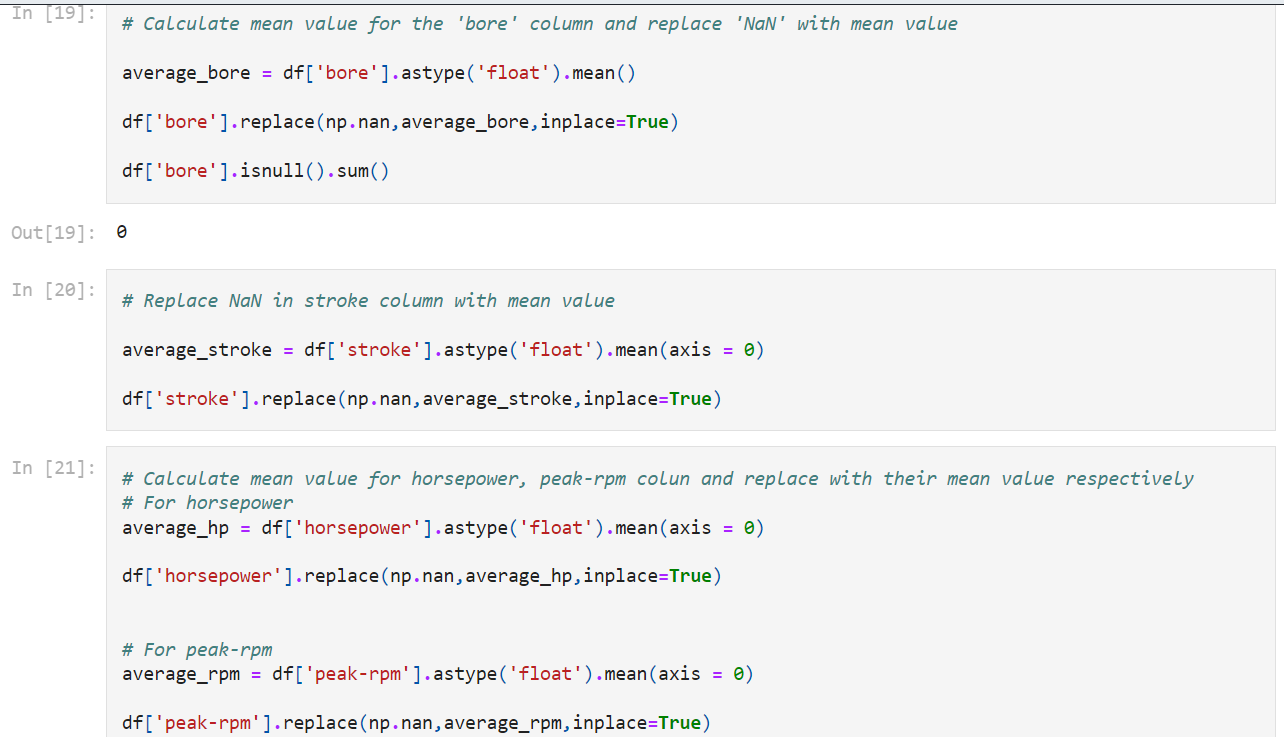 In [19]:
# Calculate mean value for the 'bore' column and replace 'NaN' with mean value
average_bore = df['bore'].astype('float').mean()
df['bore'].replace(np.nan,average_bore,inplace=True)
df['bore'].isnull().sum()
Out[19]: 0
In [20]:
# Replace NaN in stroke column with mean value
average_stroke = df['stroke'].astype('float').mean(axis = 0)
df['stroke'].replace(np.nan,average_stroke,inplace=True)
In [21]:
# Calculate mean value for horsepower, peak-rpm colun and replace with their mean value respectively
# For horsepower
average_hp = df['horsepower'].astype('float').mean(axis = 0)
df['horsepower'].replace(np.nan,average_hp,inplace=True)
# For peak-rpm
average_rpm = df['peak-rpm'].astype('float').mean(axis = 0)
df['peak-rpm'].replace(np.nan,average_rpm,inplace=True)